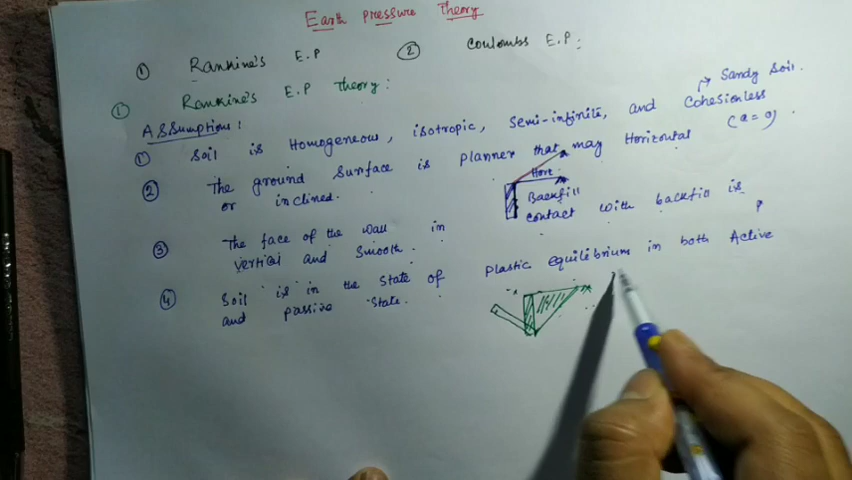 Earth Pressure Theory
① Rankine's E.P ② Coulombs E.P:
① Rankine's E.P Theory:
Assumptions:
→ Sandy Soil.
① Soil is Homogeneous, isotropic, Semi-infinite, and Cohesionless
② The ground Surface is planner that may Horizontal
or inclined.
Hori
Backfill
③ The face of the wall in contact with backfill is
vertical and Smooth.
④ Soil is in the State of Plastic equilibrium in both Active
and passive State.